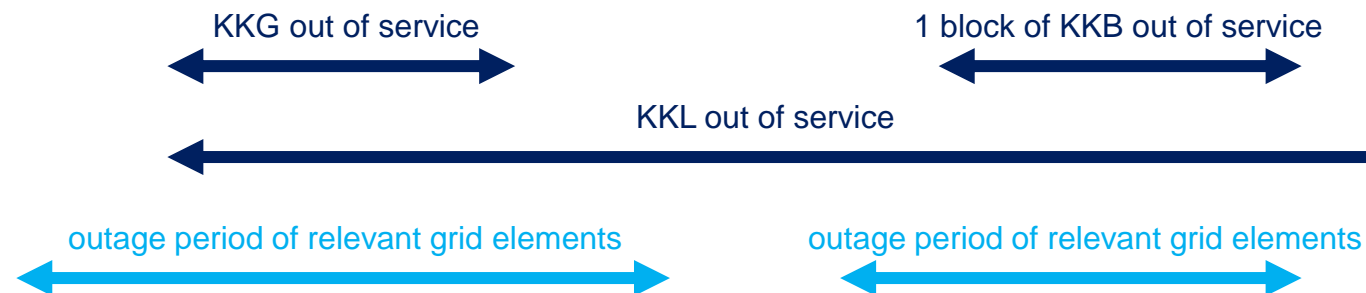 KKG out of service
1 block of KKB out of service
KKL out of service
outage period of relevant grid elements
outage period of relevant grid elements